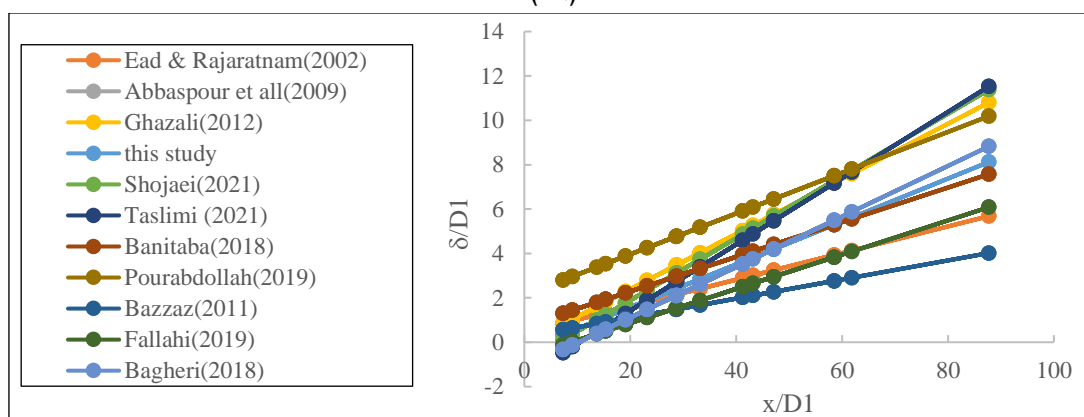 Ead & Rajaratnam(2002)
Abbaspour et all(2009)
Ghazali(2012)
this study
Shojaei(2021)
Taslimi (2021)
Banitaba(2018)
Pourabdollah(2019)
Bazzaz(2011)
Fallahi(2019)
Bagheri(2018)
δ/D1
14
12
10
8
6
4
2
0
-2
0 20 40 60 80 100
x/D1